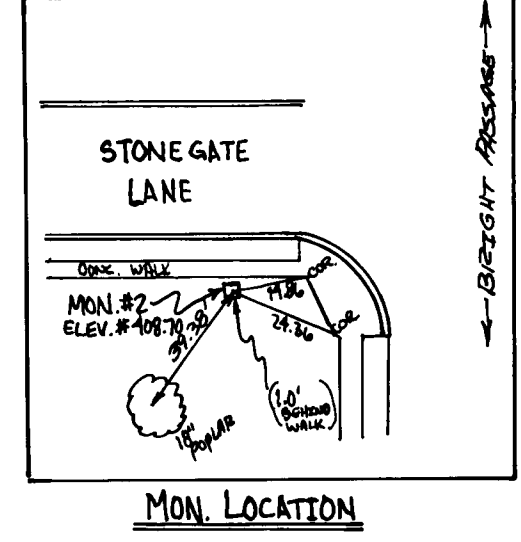 STONEGATE
LANE
BRIGHT PASSAGE
CONC. WALK
COR.
14.86
MON. #2
ELEV. #408.70
24.36
COR
39.38
(1.0'
BEHIND
WALK.)
18"
POPLAR
MON. LOCATION